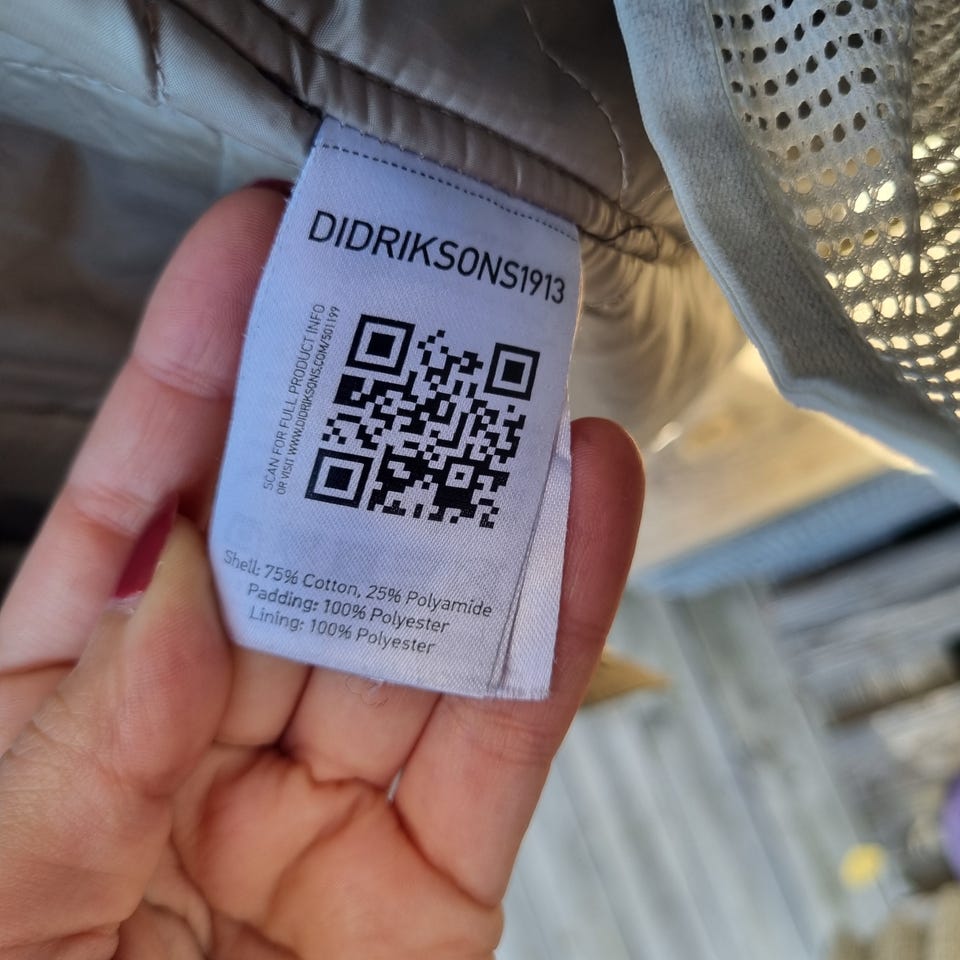 DIDRIKSONS1913
SCAN FOR FULL PRODUCT INFO
OR VISIT WWW.DIDRIKSONS.COM/501199
Shell: 75% Cotton, 25% Polyamide
Padding: 100% Polyester
Lining: 100% Polyester